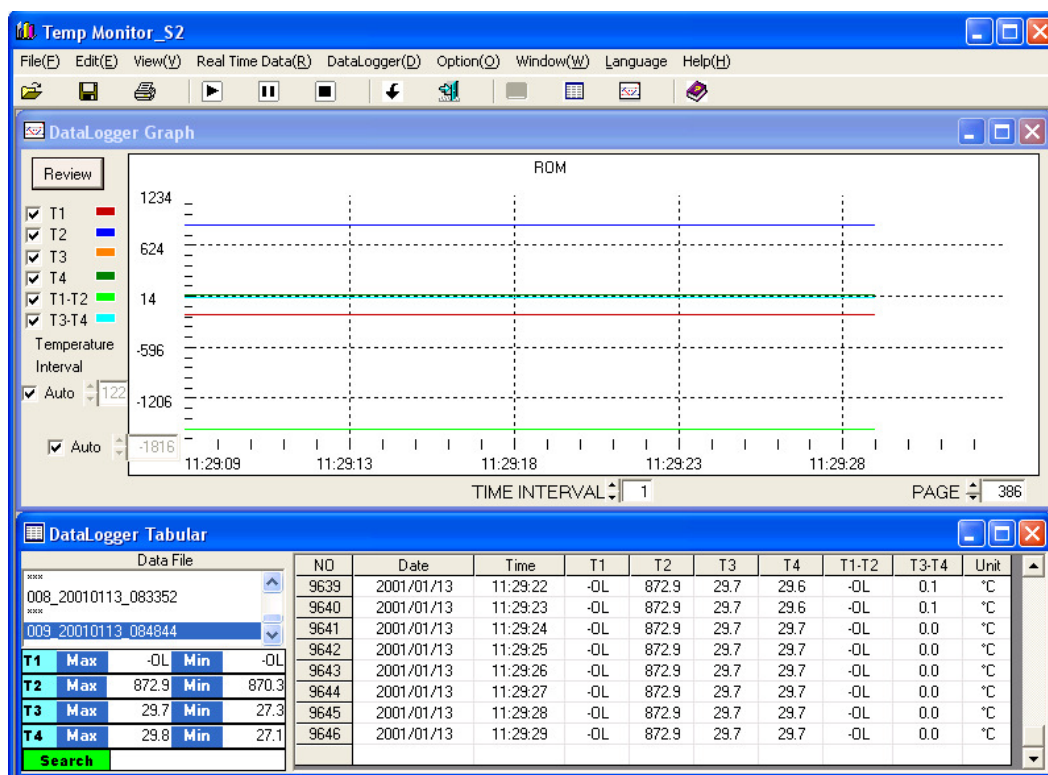 Temp Monitor_S2
File(F) Edit(E) View(V) Real Time Data(R) DataLogger(D) Option(O) Window(W) Language Help(H)
DataLogger Graph
Review
ROM
T1
T2
T3
T4
T1-T2
T3-T4
Temperature
Interval
Auto 122
Auto -1816
1234
624
14
-596
-1206
11:29:09 11:29:13 11:29:18 11:29:23 11:29:28
TIME INTERVAL 1 PAGE 386
DataLogger Tabular
Data File
xxx
008_20010113_083352
xxx
009_20010113_084844
T1 Max -OL Min -OL
T2 Max 872.9 Min 870.3
T3 Max 29.7 Min 27.3
T4 Max 29.8 Min 27.1
Search
NO Date Time T1 T2 T3 T4 T1-T2 T3-T4 Unit
9639 2001/01/13 11:29:22 -OL 872.9 29.7 29.6 -OL 0.1 °C
9640 2001/01/13 11:29:23 -OL 872.9 29.7 29.6 -OL 0.1 °C
9641 2001/01/13 11:29:24 -OL 872.9 29.7 29.7 -OL 0.0 °C
9642 2001/01/13 11:29:25 -OL 872.9 29.7 29.7 -OL 0.0 °C
9643 2001/01/13 11:29:26 -OL 872.9 29.7 29.7 -OL 0.0 °C
9644 2001/01/13 11:29:27 -OL 872.9 29.7 29.7 -OL 0.0 °C
9645 2001/01/13 11:29:28 -OL 872.9 29.7 29.7 -OL 0.0 °C
9646 2001/01/13 11:29:29 -OL 872.9 29.7 29.7 -OL 0.0 °C